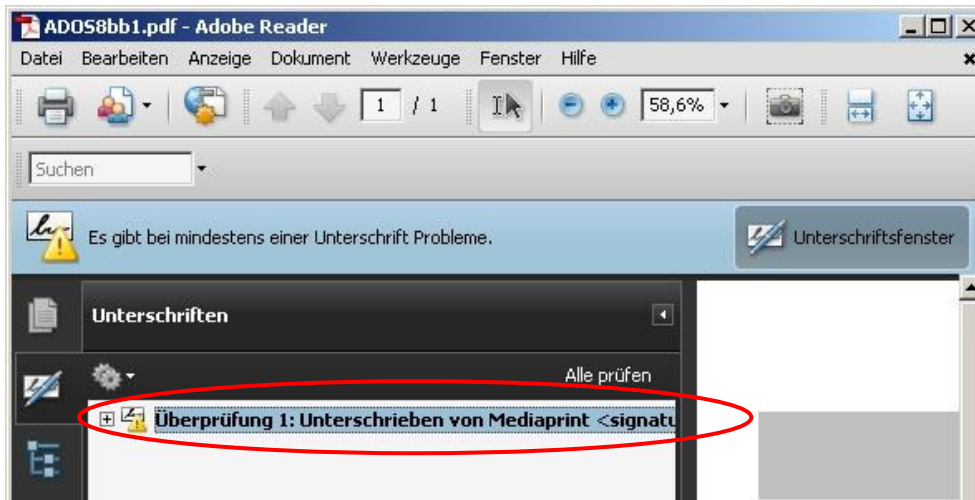 ADOS8bb1.pdf - Adobe Reader
Datei Bearbeiten Anzeige Dokument Werkzeuge Fenster Hilfe
1 / 1 58,6%
Suchen
Es gibt bei mindestens einer Unterschrift Probleme. Unterschriftsfenster
Unterschriften
Alle prüfen
Überprüfung 1: Unterschrieben von Mediaprint <signatu